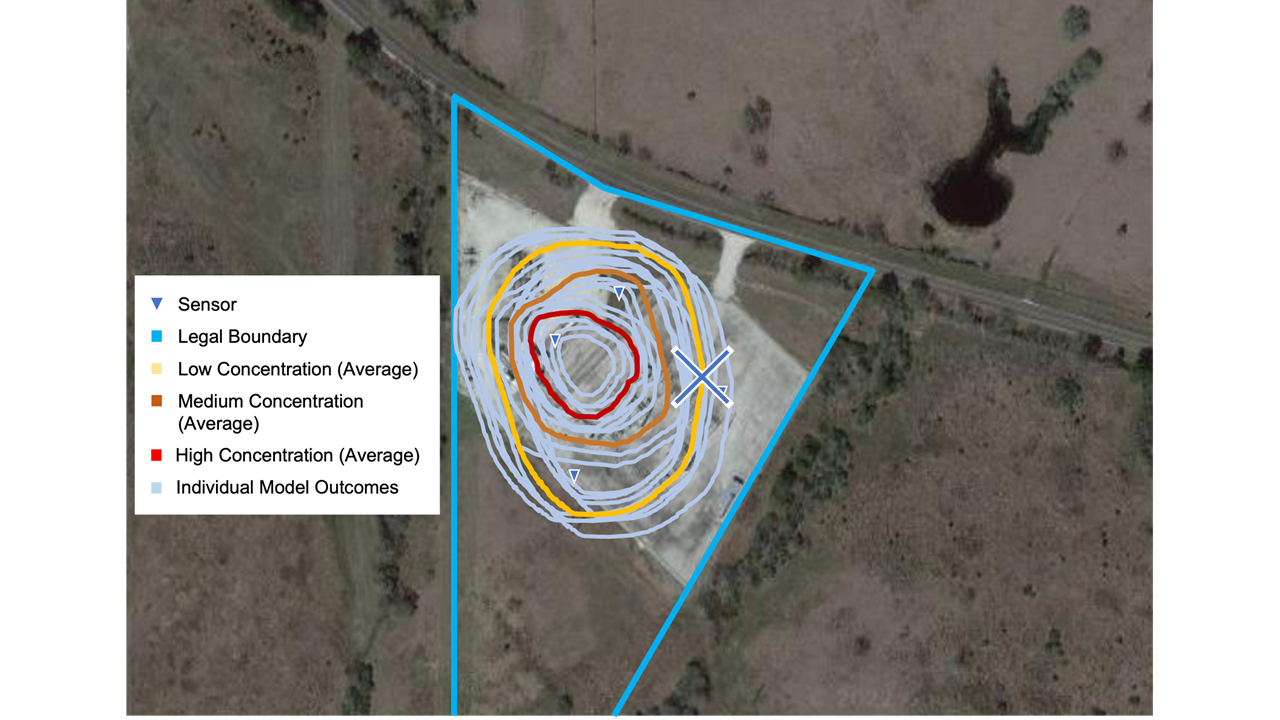 Sensor
Legal Boundary
Low Concentration (Average)
Medium Concentration
(Average)
High Concentration (Average)
Individual Model Outcomes